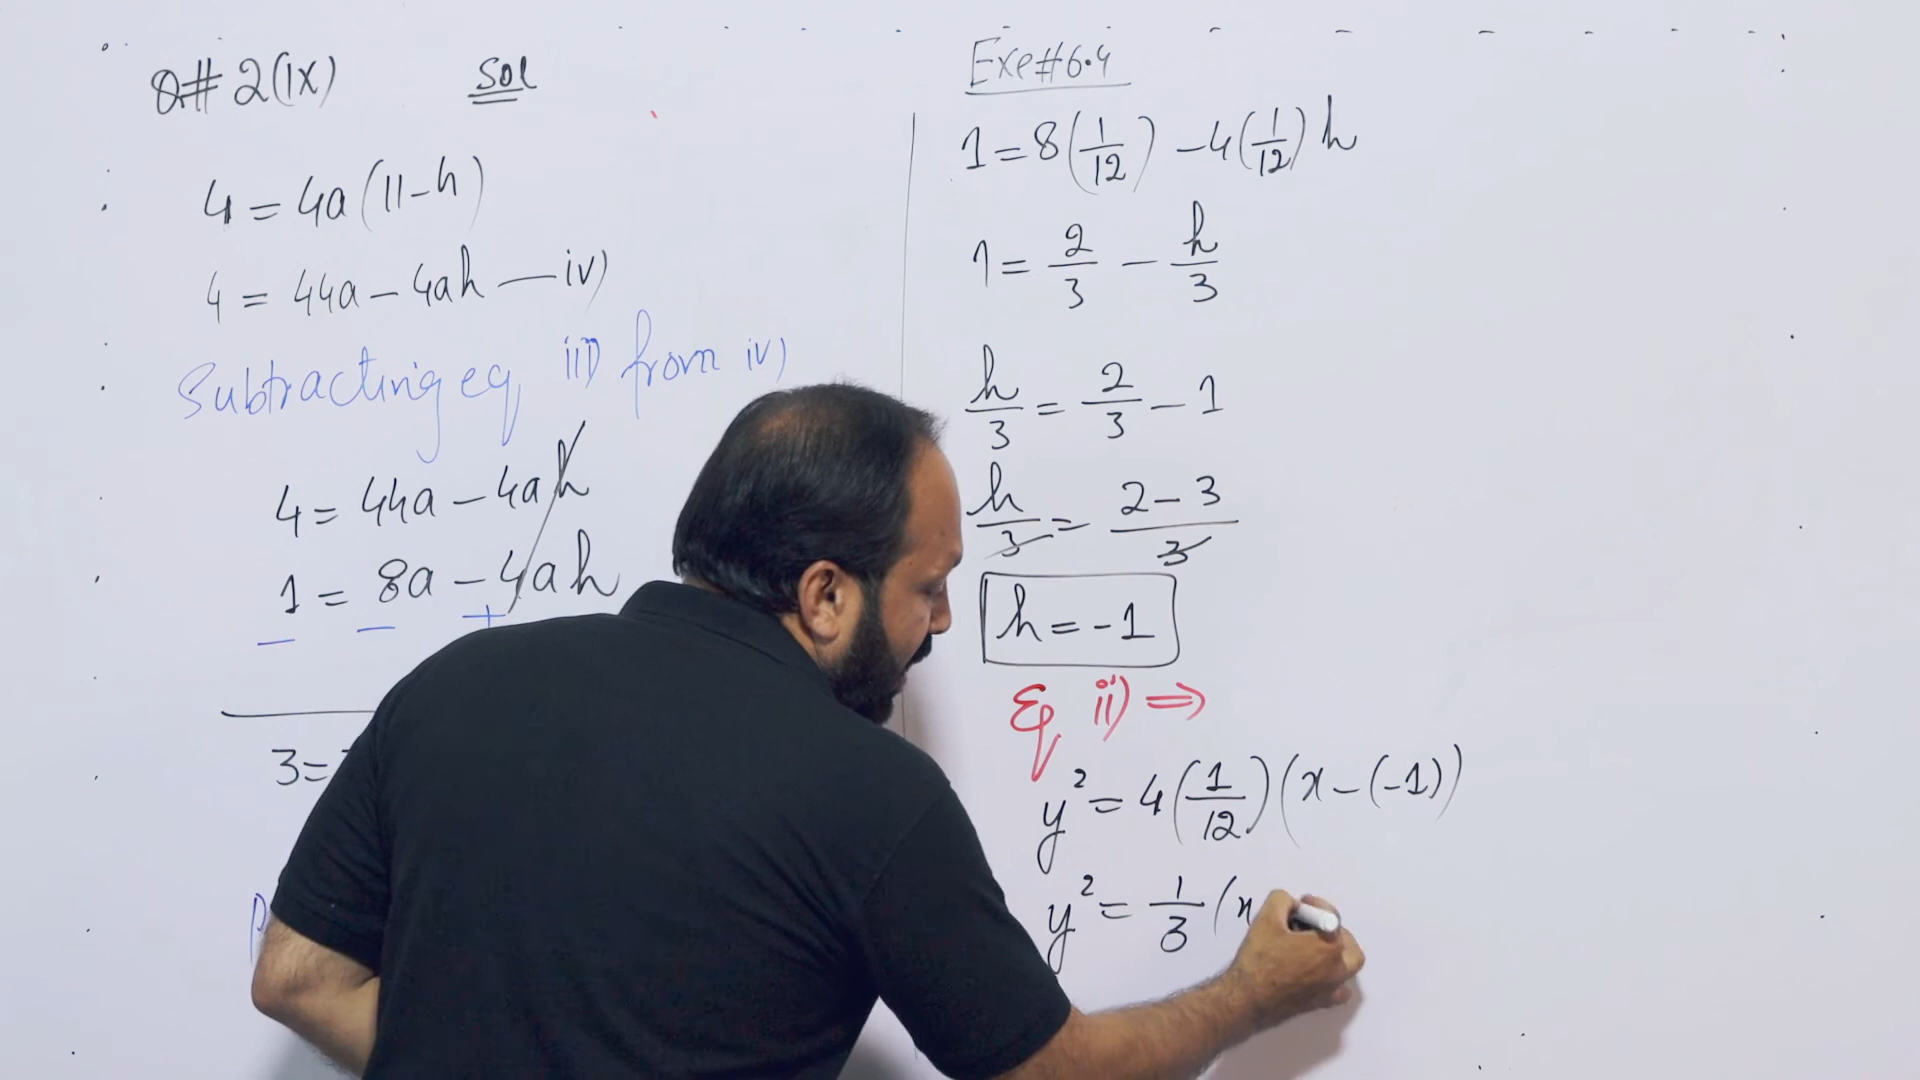 Q# 2(ix) Sol
4 = 4a(11-h)
4 = 44a - 4ah — iv)
Subtracting eq iii) from iv)
4 = 44a - 4ah
1 = 8a - 4ah
- - +
3 =
Exe# 6.4
1 = 8(1/12) - 4(1/12)h
1 = 2/3 - h/3
h/3 = 2/3 - 1
h/3 = 2-3/3
h = -1
Eq ii) ⇒
y² = 4(1/12)(x-(-1))
y² = 1/3 (x